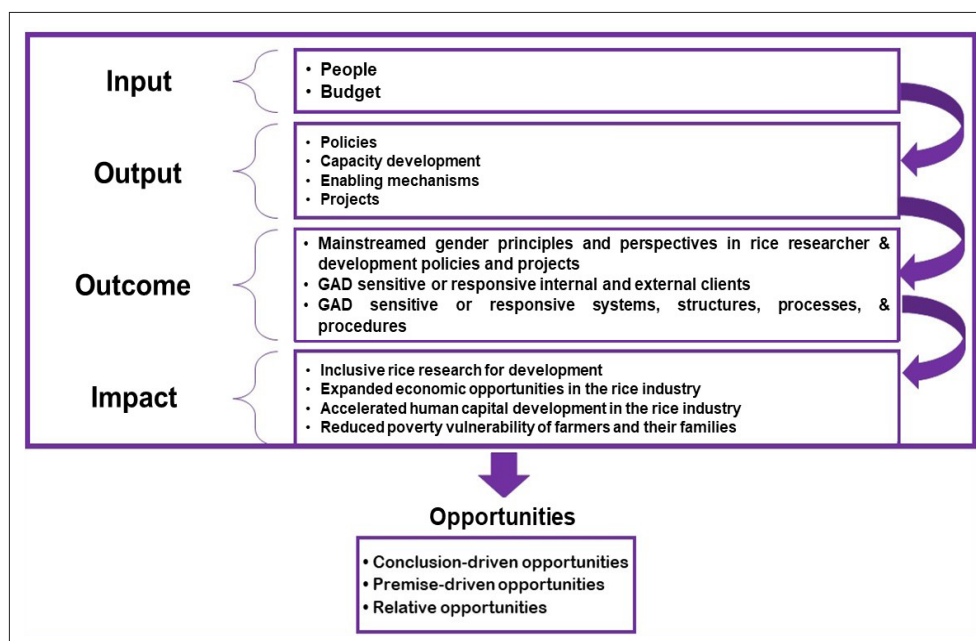 Input
• People
• Budget
Output
• Policies
• Capacity development
• Enabling mechanisms
• Projects
Outcome
• Mainstreamed gender principles and perspectives in rice researcher &
development policies and projects
• GAD sensitive or responsive internal and external clients
• GAD sensitive or responsive systems, structures, processes, &
procedures
Impact
• Inclusive rice research for development
• Expanded economic opportunities in the rice industry
• Accelerated human capital development in the rice industry
• Reduced poverty vulnerability of farmers and their families
Opportunities
• Conclusion-driven opportunities
• Premise-driven opportunities
• Relative opportunities